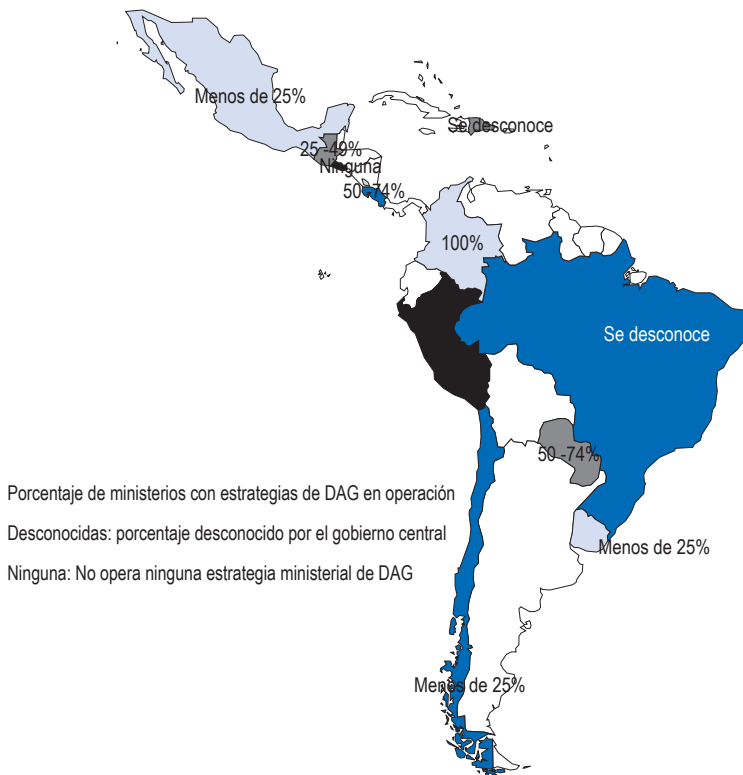 Menos de 25%
Se desconoce
25 -49%
Ninguna
50 -74%
100%
Se desconoce
50 -74%
Porcentaje de ministerios con estrategias de DAG en operación
Desconocidas: porcentaje desconocido por el gobierno central
Menos de 25%
Ninguna: No opera ninguna estrategia ministerial de DAG
Menos de 25%